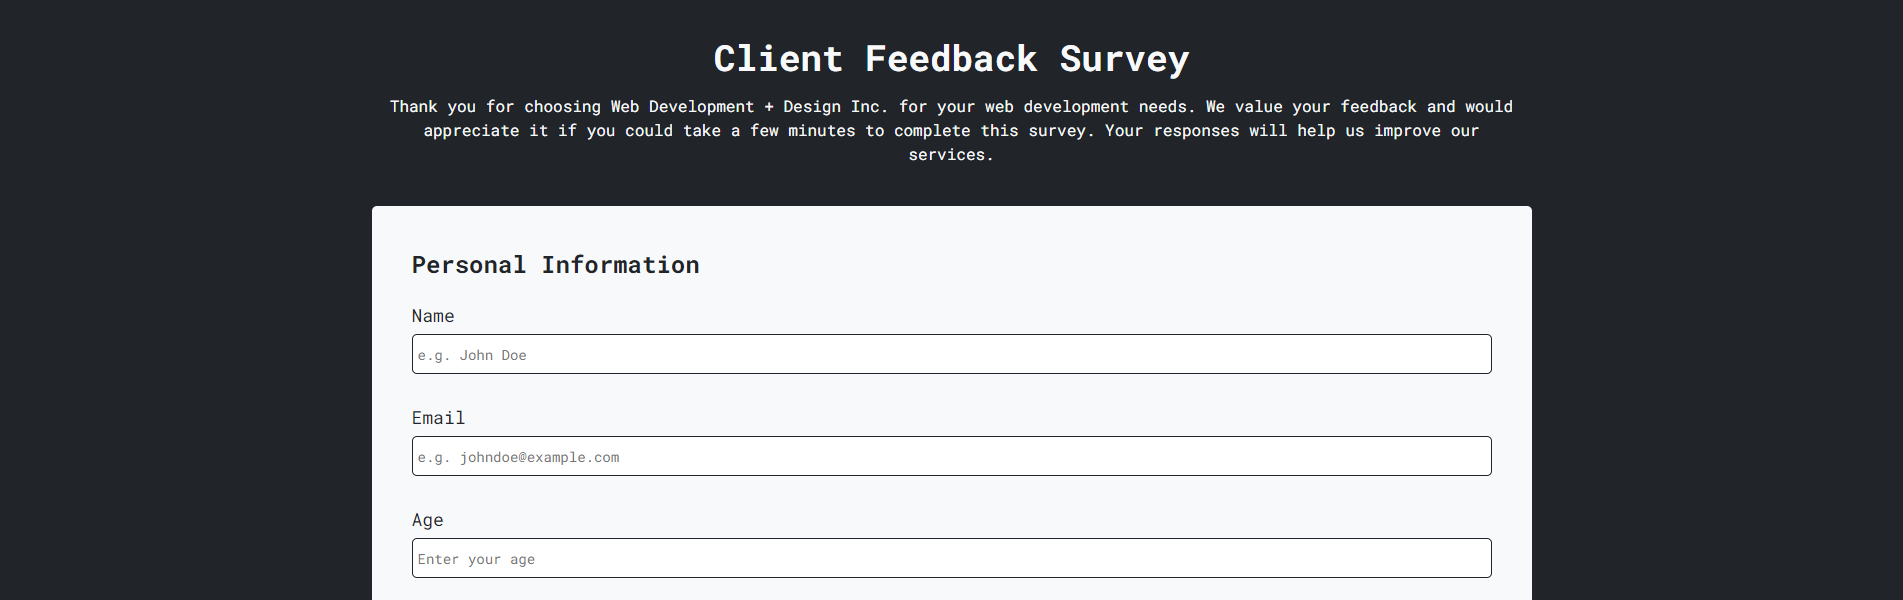 Client Feedback Survey
Thank you for choosing Web Development + Design Inc. for your web development needs. We value your feedback and would
appreciate it if you could take a few minutes to complete this survey. Your responses will help us improve our
services.
Personal Information
Name
e.g. John Doe
Email
e.g. johndoe@example.com
Age
Enter your age